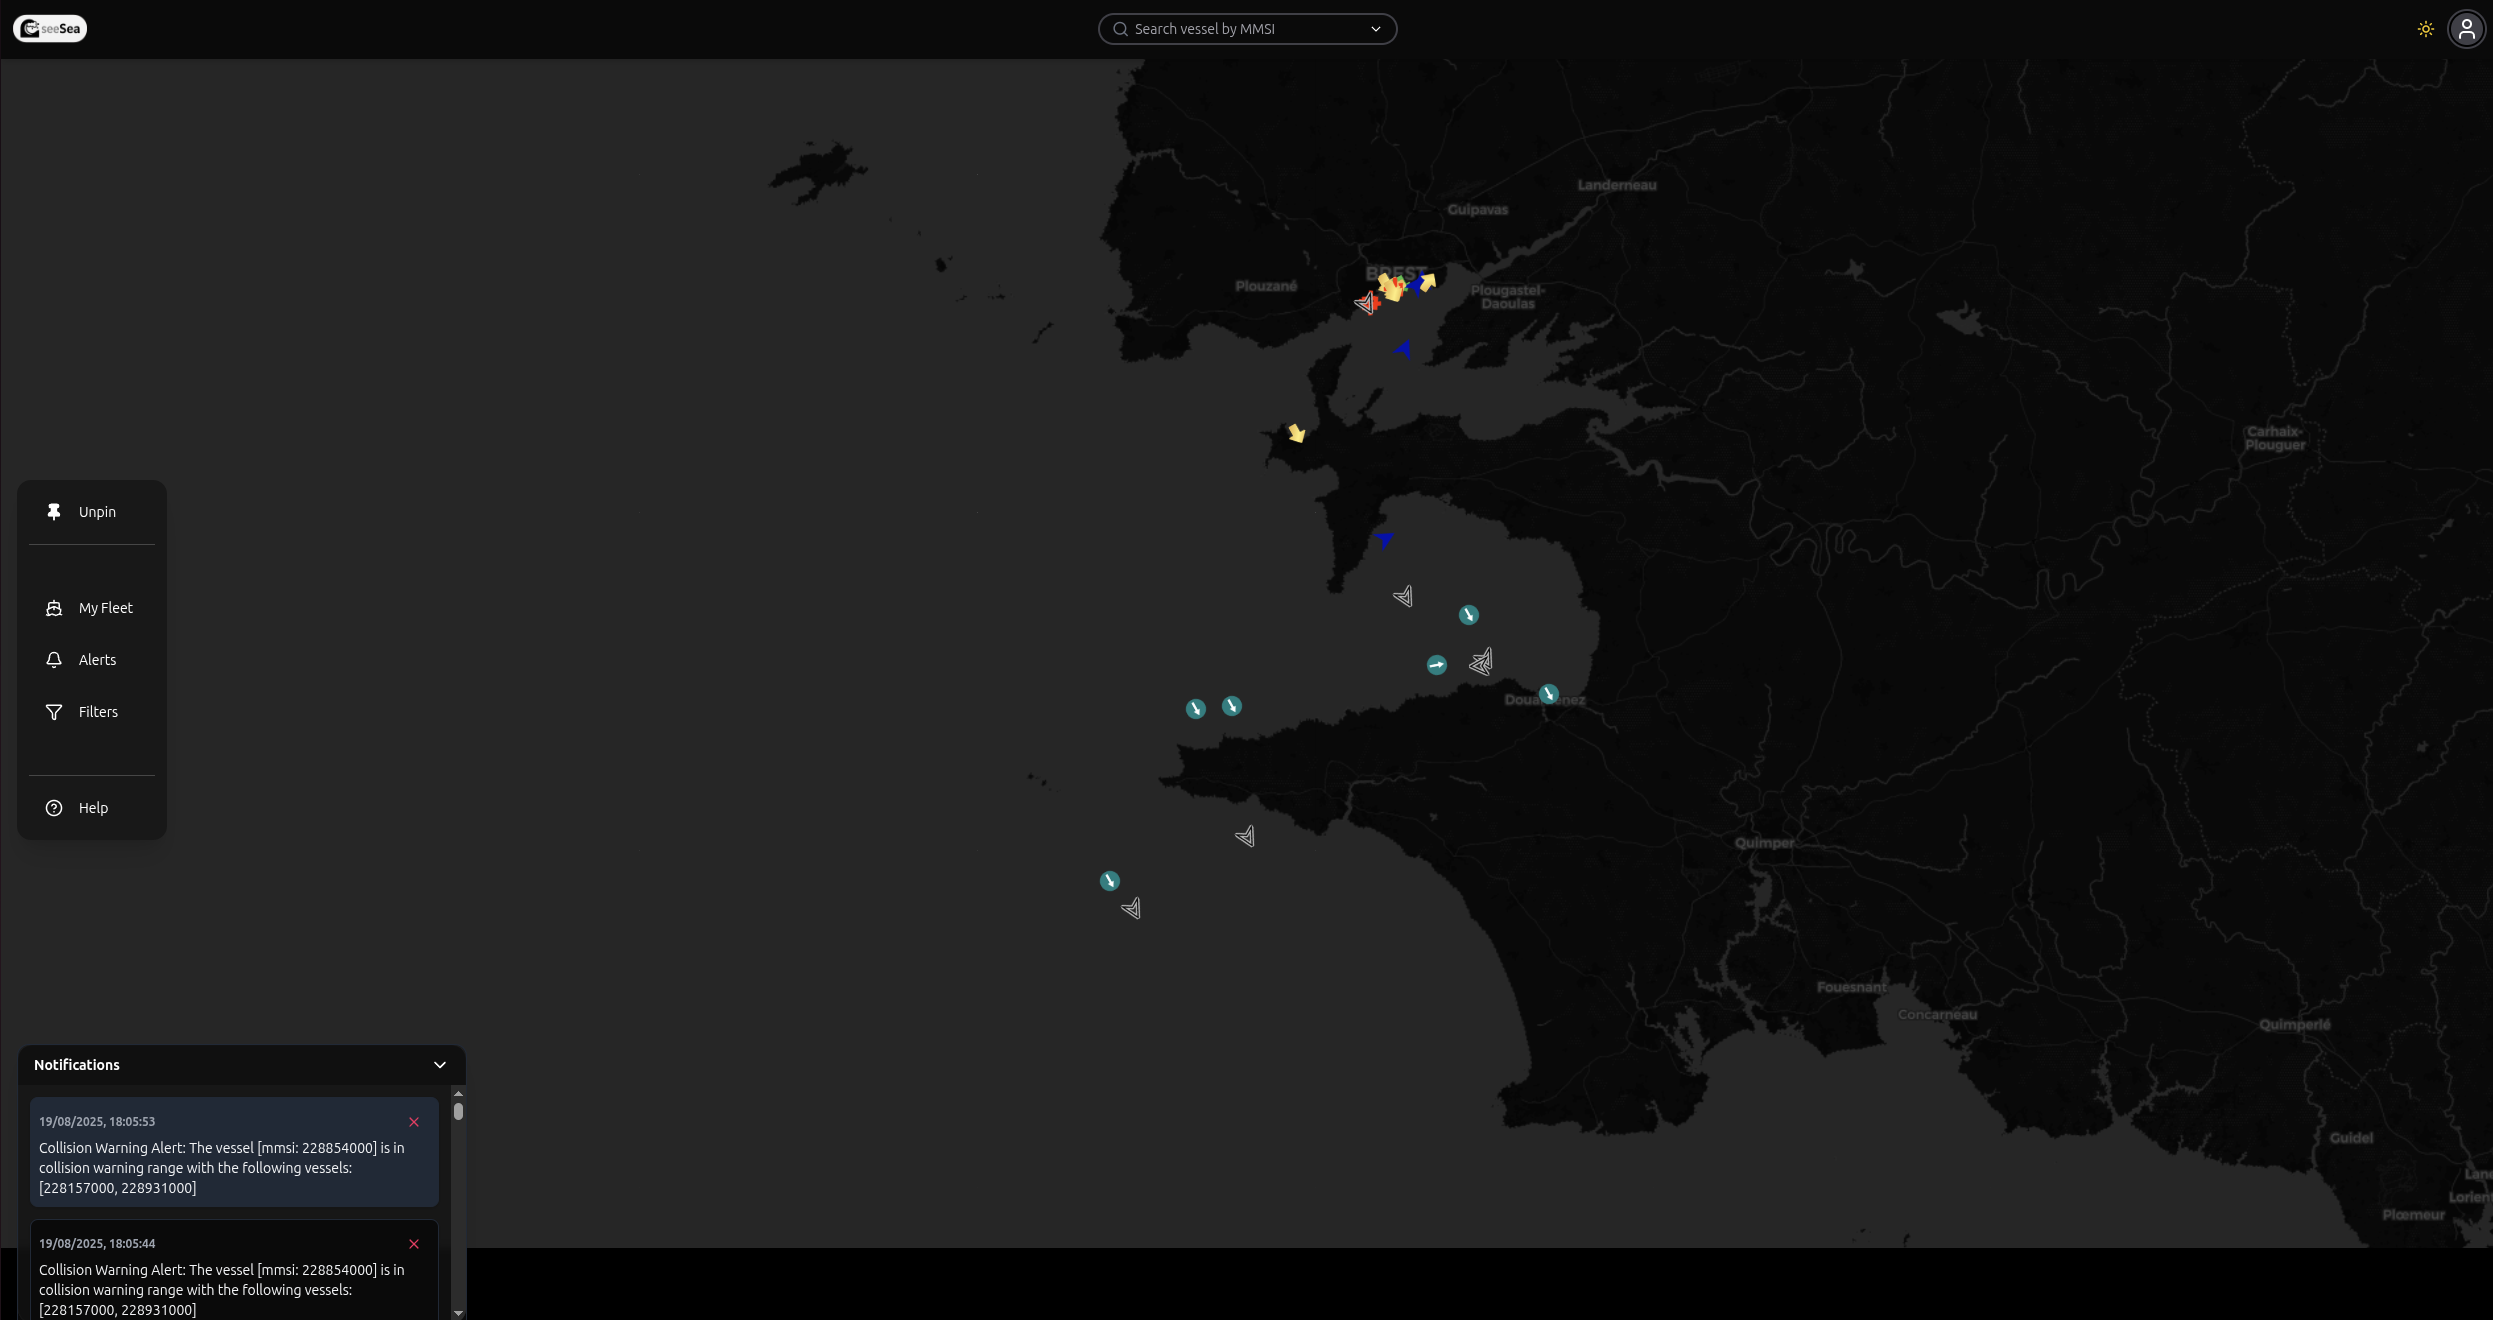 seeSea
Search vessel by MMSI
Landerneau
Guipavas
BREST
Plouzané
Plougastel-
Daoulas
Carhaix-
Plouguer
Unpin
My Fleet
Alerts
Filters
Help
Quimper
Fouesnant
Concarneau
Quimperlé
Guidel
Lane
Lorient
Plœmeur
Notifications
19/08/2025, 18:05:53
Collision Warning Alert: The vessel [mmsi: 228854000] is in
collision warning range with the following vessels:
[228157000, 228931000]
19/08/2025, 18:05:44
Collision Warning Alert: The vessel [mmsi: 228854000] is in
collision warning range with the following vessels:
[228157000, 228931000]